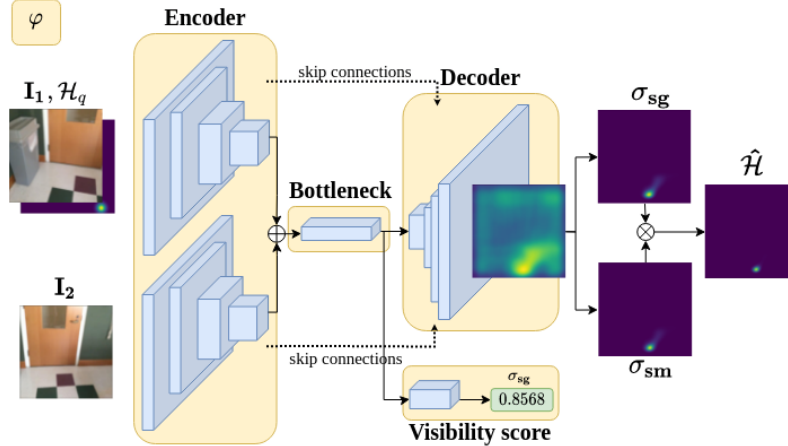 φ
Encoder
skip connections
Decoder
I₁, 𝓗_q
σ_sg
𝓗̂
Bottleneck
⊕
⊗
I₂
skip connections
σ_sm
σ_sg
0.8568
Visibility score